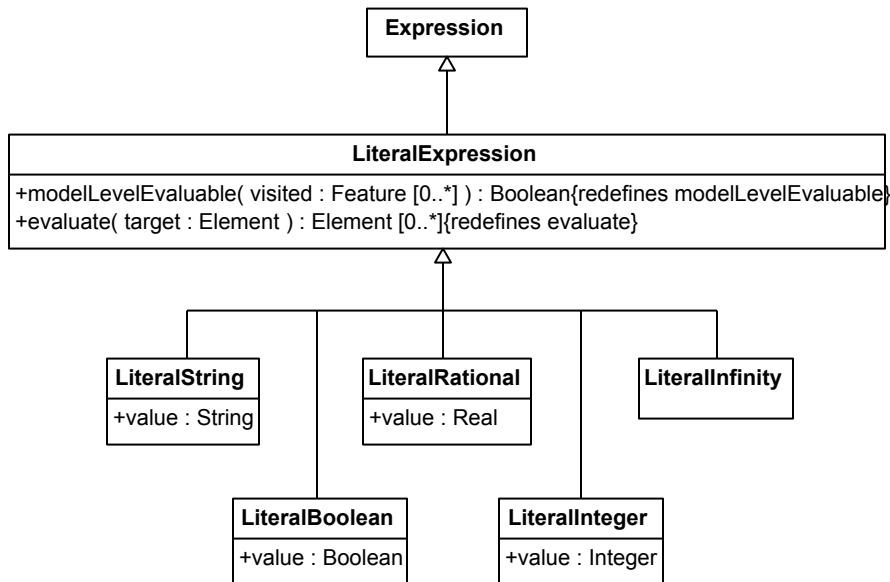 Expression
LiteralExpression
+modelLevelEvaluable( visited : Feature [0..*] ) : Boolean{redefines modelLevelEvaluable}
+evaluate( target : Element ) : Element [0..*]{redefines evaluate}
LiteralString
+value : String
LiteralRational
+value : Real
LiteralInfinity
LiteralBoolean
+value : Boolean
LiteralInteger
+value : Integer